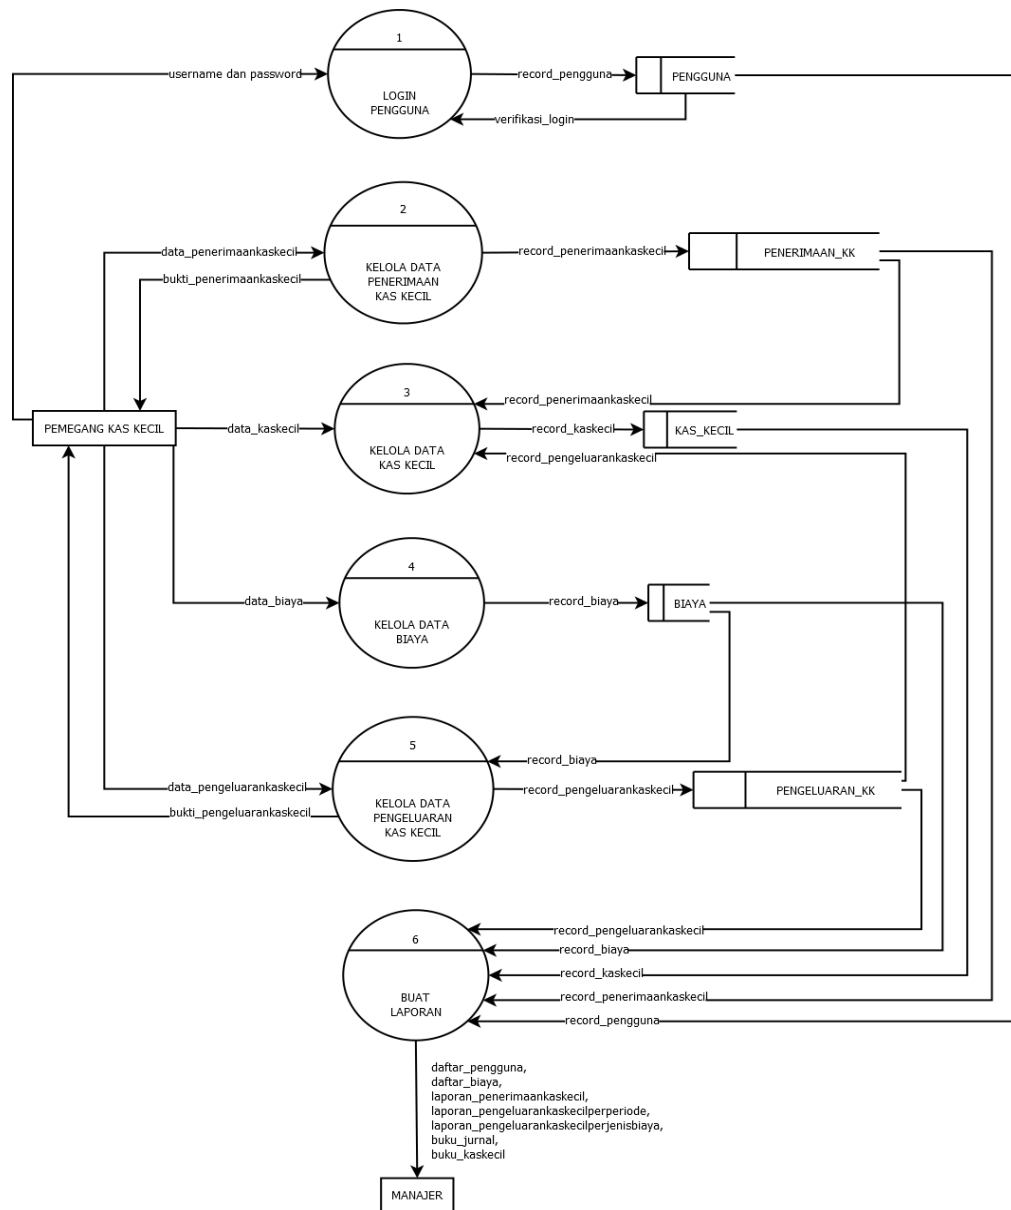 1
username dan password
record_pengguna
PENGGUNA
LOGIN
PENGGUNA
verifikasi_login
2
data_penerimaankaskecil
record_penerimaankaskecil
PENERIMAAN_KK
KELOLA DATA
PENERIMAAN
KAS KECIL
bukti_penerimaankaskecil
3
record_penerimaankaskecil
PEMEGANG KAS KECIL
data_kaskecil
record_kaskecil
KAS_KECIL
KELOLA DATA
KAS KECIL
record_pengeluarankaskecil
4
data_biaya
record_biaya
BIAYA
KELOLA DATA
BIAYA
5
record_biaya
data_pengeluarankaskecil
record_pengeluarankaskecil
PENGELUARAN_KK
KELOLA DATA
PENGELUARAN
KAS KECIL
bukti_pengeluarankaskecil
6
record_pengeluarankaskecil
record_biaya
record_kaskecil
BUAT
LAPORAN
record_penerimaankaskecil
record_pengguna
daftar_pengguna,
daftar_biaya,
laporan_penerimaankaskecil,
laporan_pengeluarankaskecilperperiode,
laporan_pengeluarankaskecilperjenisbiaya,
buku_jurnal,
buku_kaskecil
MANAJER